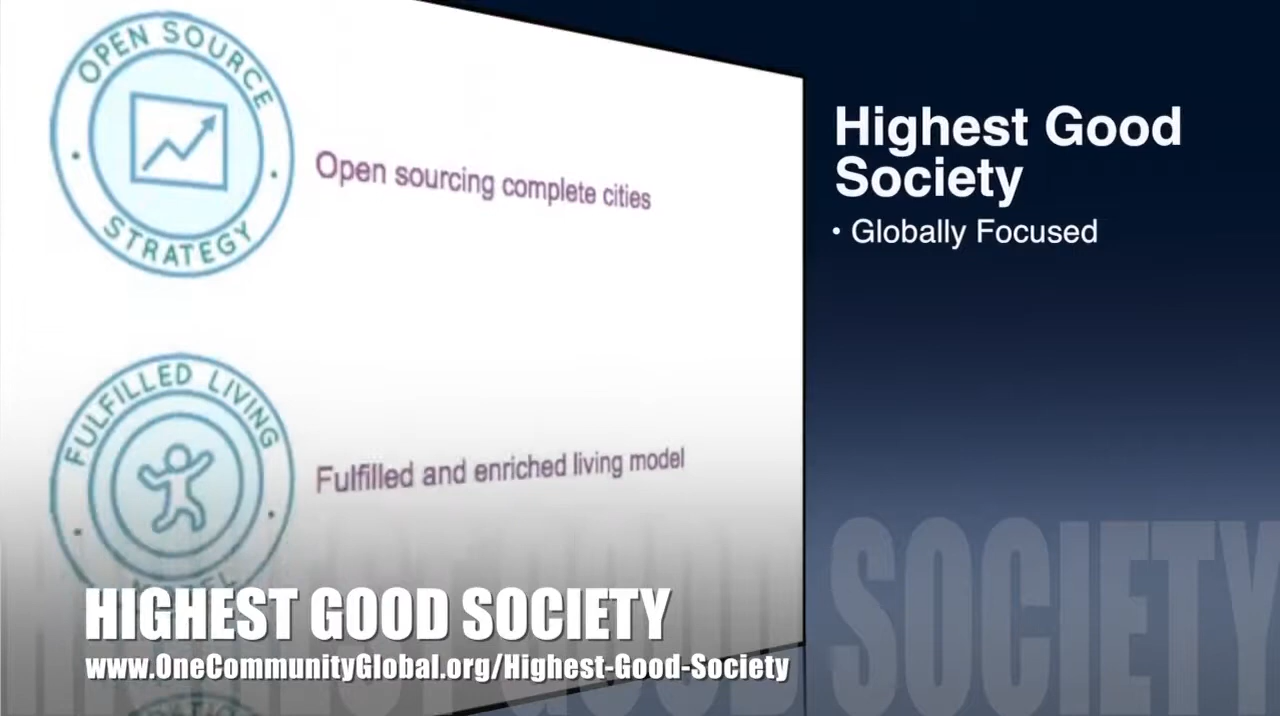 OPEN SOURCE
STRATEGY
Open sourcing complete cities
Highest Good
Society
• Globally Focused
FULFILLED LIVING
MODEL
Fulfilled and enriched living model
SOCIETY
HIGHEST GOOD SOCIETY
www.OneCommunityGlobal.org/Highest-Good-Society